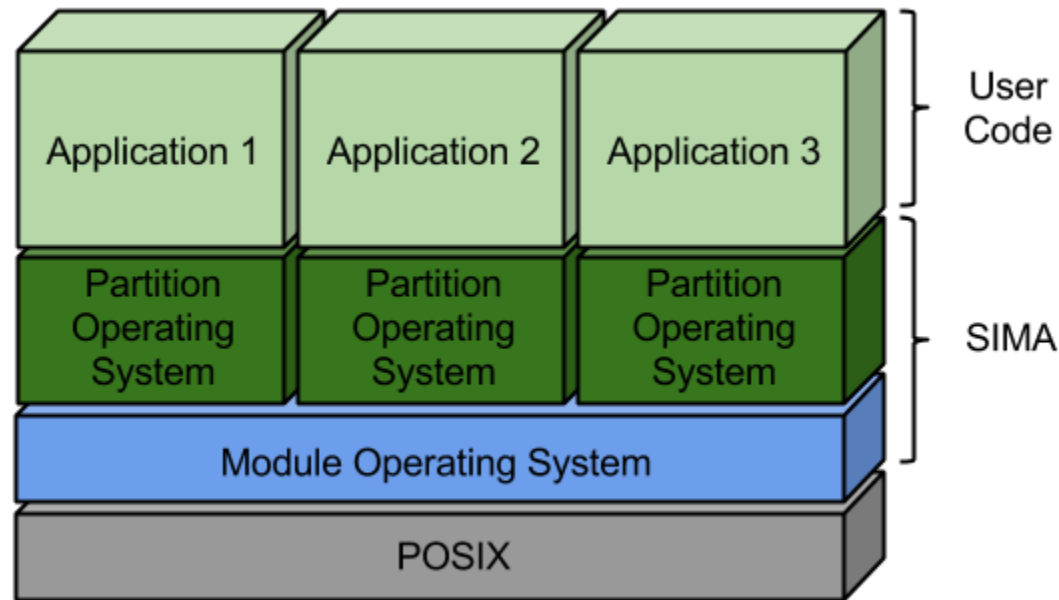 Application 1
Application 2
Application 3
User
Code
Partition
Operating
System
Partition
Operating
System
Partition
Operating
System
SIMA
Module Operating System
POSIX